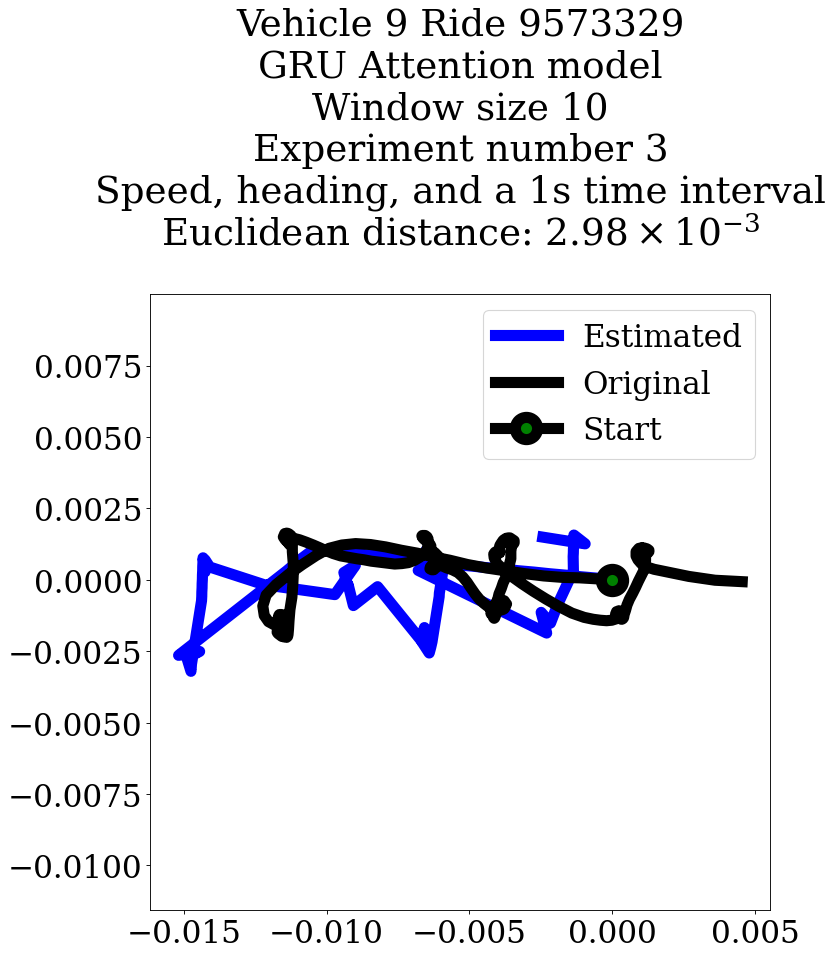 Vehicle 9 Ride 9573329
GRU Attention model
Window size 10
Experiment number 3
Speed, heading, and a 1s time interval
Euclidean distance: 2.98 × 10⁻³
Estimated
Original
Start
0.0075
0.0050
0.0025
0.0000
−0.0025
−0.0050
−0.0075
−0.0100
−0.015 −0.010 −0.005 0.000 0.005